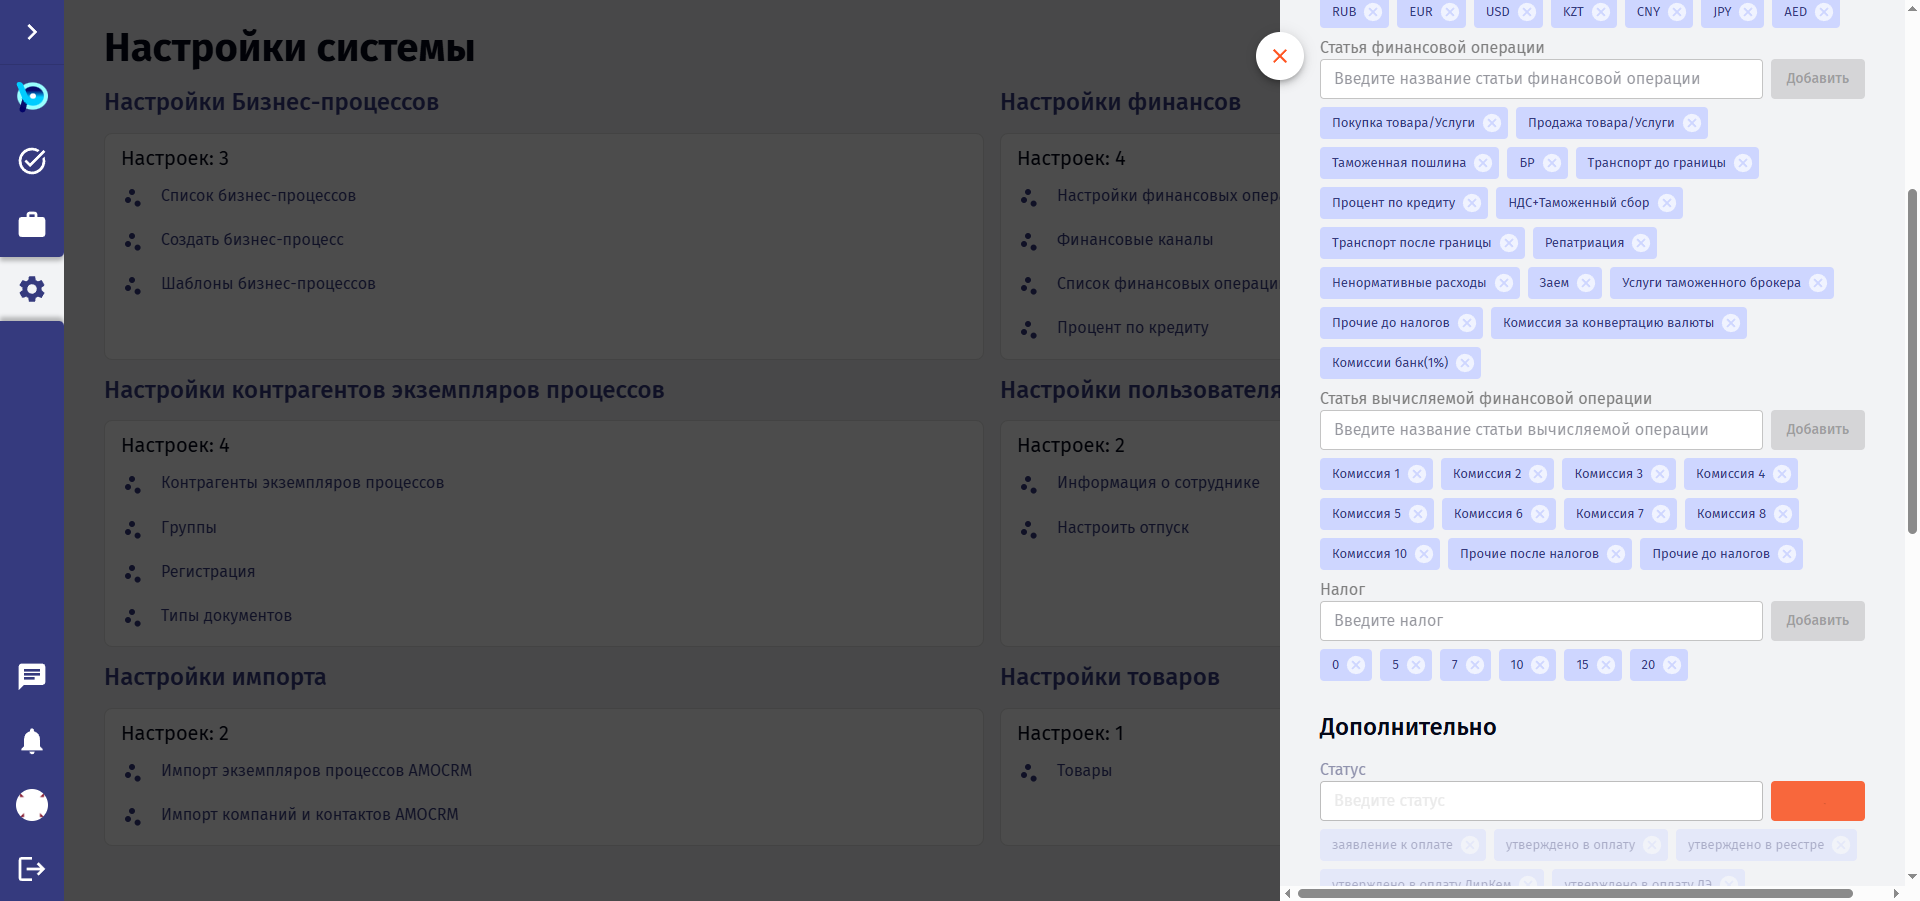 Настройки системы
Настройки Бизнес-процессов
Настроек: 3
Список бизнес-процессов
Создать бизнес-процесс
Шаблоны бизнес-процессов
Настройки финансов
Настроек: 4
Настройки финансовых опер
Финансовые каналы
Список финансовых операци
Процент по кредиту
Настройки контрагентов экземпляров процессов
Настроек: 4
Контрагенты экземпляров процессов
Группы
Регистрация
Типы документов
Настройки пользователя
Настроек: 2
Информация о сотруднике
Настроить отпуск
Настройки импорта
Настроек: 2
Импорт экземпляров процессов AMOCRM
Импорт компаний и контактов AMOCRM
Настройки товаров
Настроек: 1
Товары
RUB EUR USD KZT CNY JPY AED
Статья финансовой операции
Введите название статьи финансовой операции Добавить
Покупка товара/Услуги Продажа товара/Услуги
Таможенная пошлина БР Транспорт до границы
Процент по кредиту НДС+Таможенный сбор
Транспорт после границы Репатриация
Ненормативные расходы Заем Услуги таможенного брокера
Прочие до налогов Комиссия за конвертацию валюты
Комиссии банк(1%)
Статья вычисляемой финансовой операции
Введите название статьи вычисляемой операции Добавить
Комиссия 1 Комиссия 2 Комиссия 3 Комиссия 4
Комиссия 5 Комиссия 6 Комиссия 7 Комиссия 8
Комиссия 10 Прочие после налогов Прочие до налогов
Налог
Введите налог Добавить
0 5 7 10 15 20
Дополнительно
Статус
Введите статус
заявление к оплате утверждено в оплату утверждено в реестре
утверждено в оплату ДирКем утверждено в оплату ДЭ